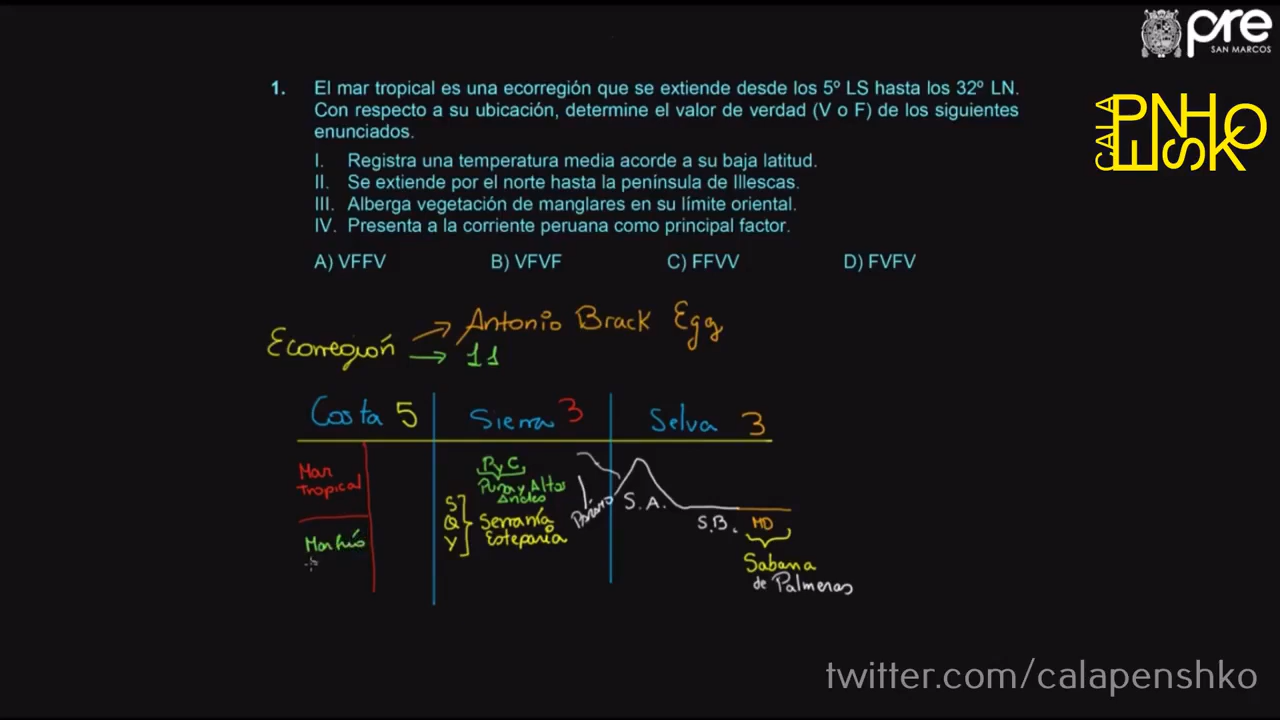 pre
SAN MARCOS
CALA
PENSHKO
1. El mar tropical es una ecorregión que se extiende desde los 5º LS hasta los 32º LN.
Con respecto a su ubicación, determine el valor de verdad (V o F) de los siguientes
enunciados.
I. Registra una temperatura media acorde a su baja latitud.
II. Se extiende por el norte hasta la península de Illescas.
III. Alberga vegetación de manglares en su límite oriental.
IV. Presenta a la corriente peruana como principal factor.
A) VFFV B) VFVF C) FFVV D) FVFV
Antonio Brack Egg
Ecorregión
11
Costa 5 Sierra 3 Selva 3
Mar
Tropical
P y C
Puna y Altos
Andes
S
Q
Y
Serranía
Esteparia
Páramo
S.A.
S.B.
MD
Mar frío
Sabana
de Palmeras
twitter.com/calapenshko